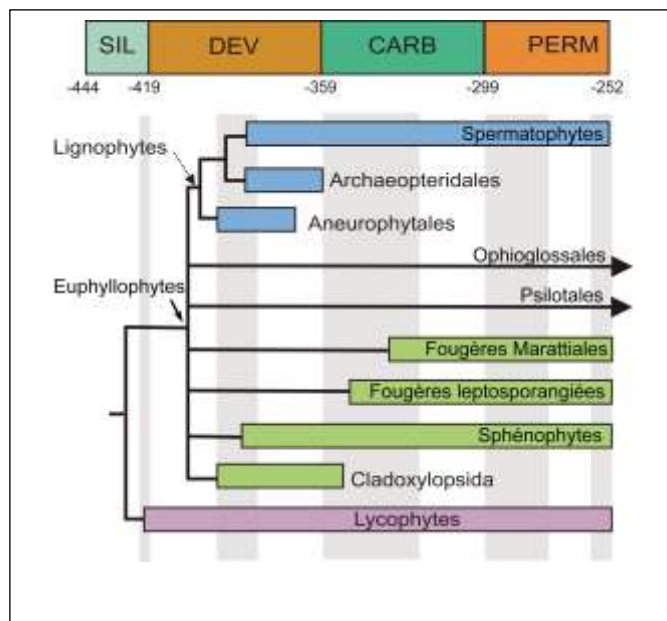 SIL DEV CARB PERM
-444 -419 -359 -299 -252
Spermatophytes
Lignophytes
Archaeopteridales
Aneurophytales
Ophioglossales
Euphyllophytes
Psilotales
Fougères Marattiales
Fougères leptosporangiées
Sphénophytes
Cladoxylopsida
Lycophytes